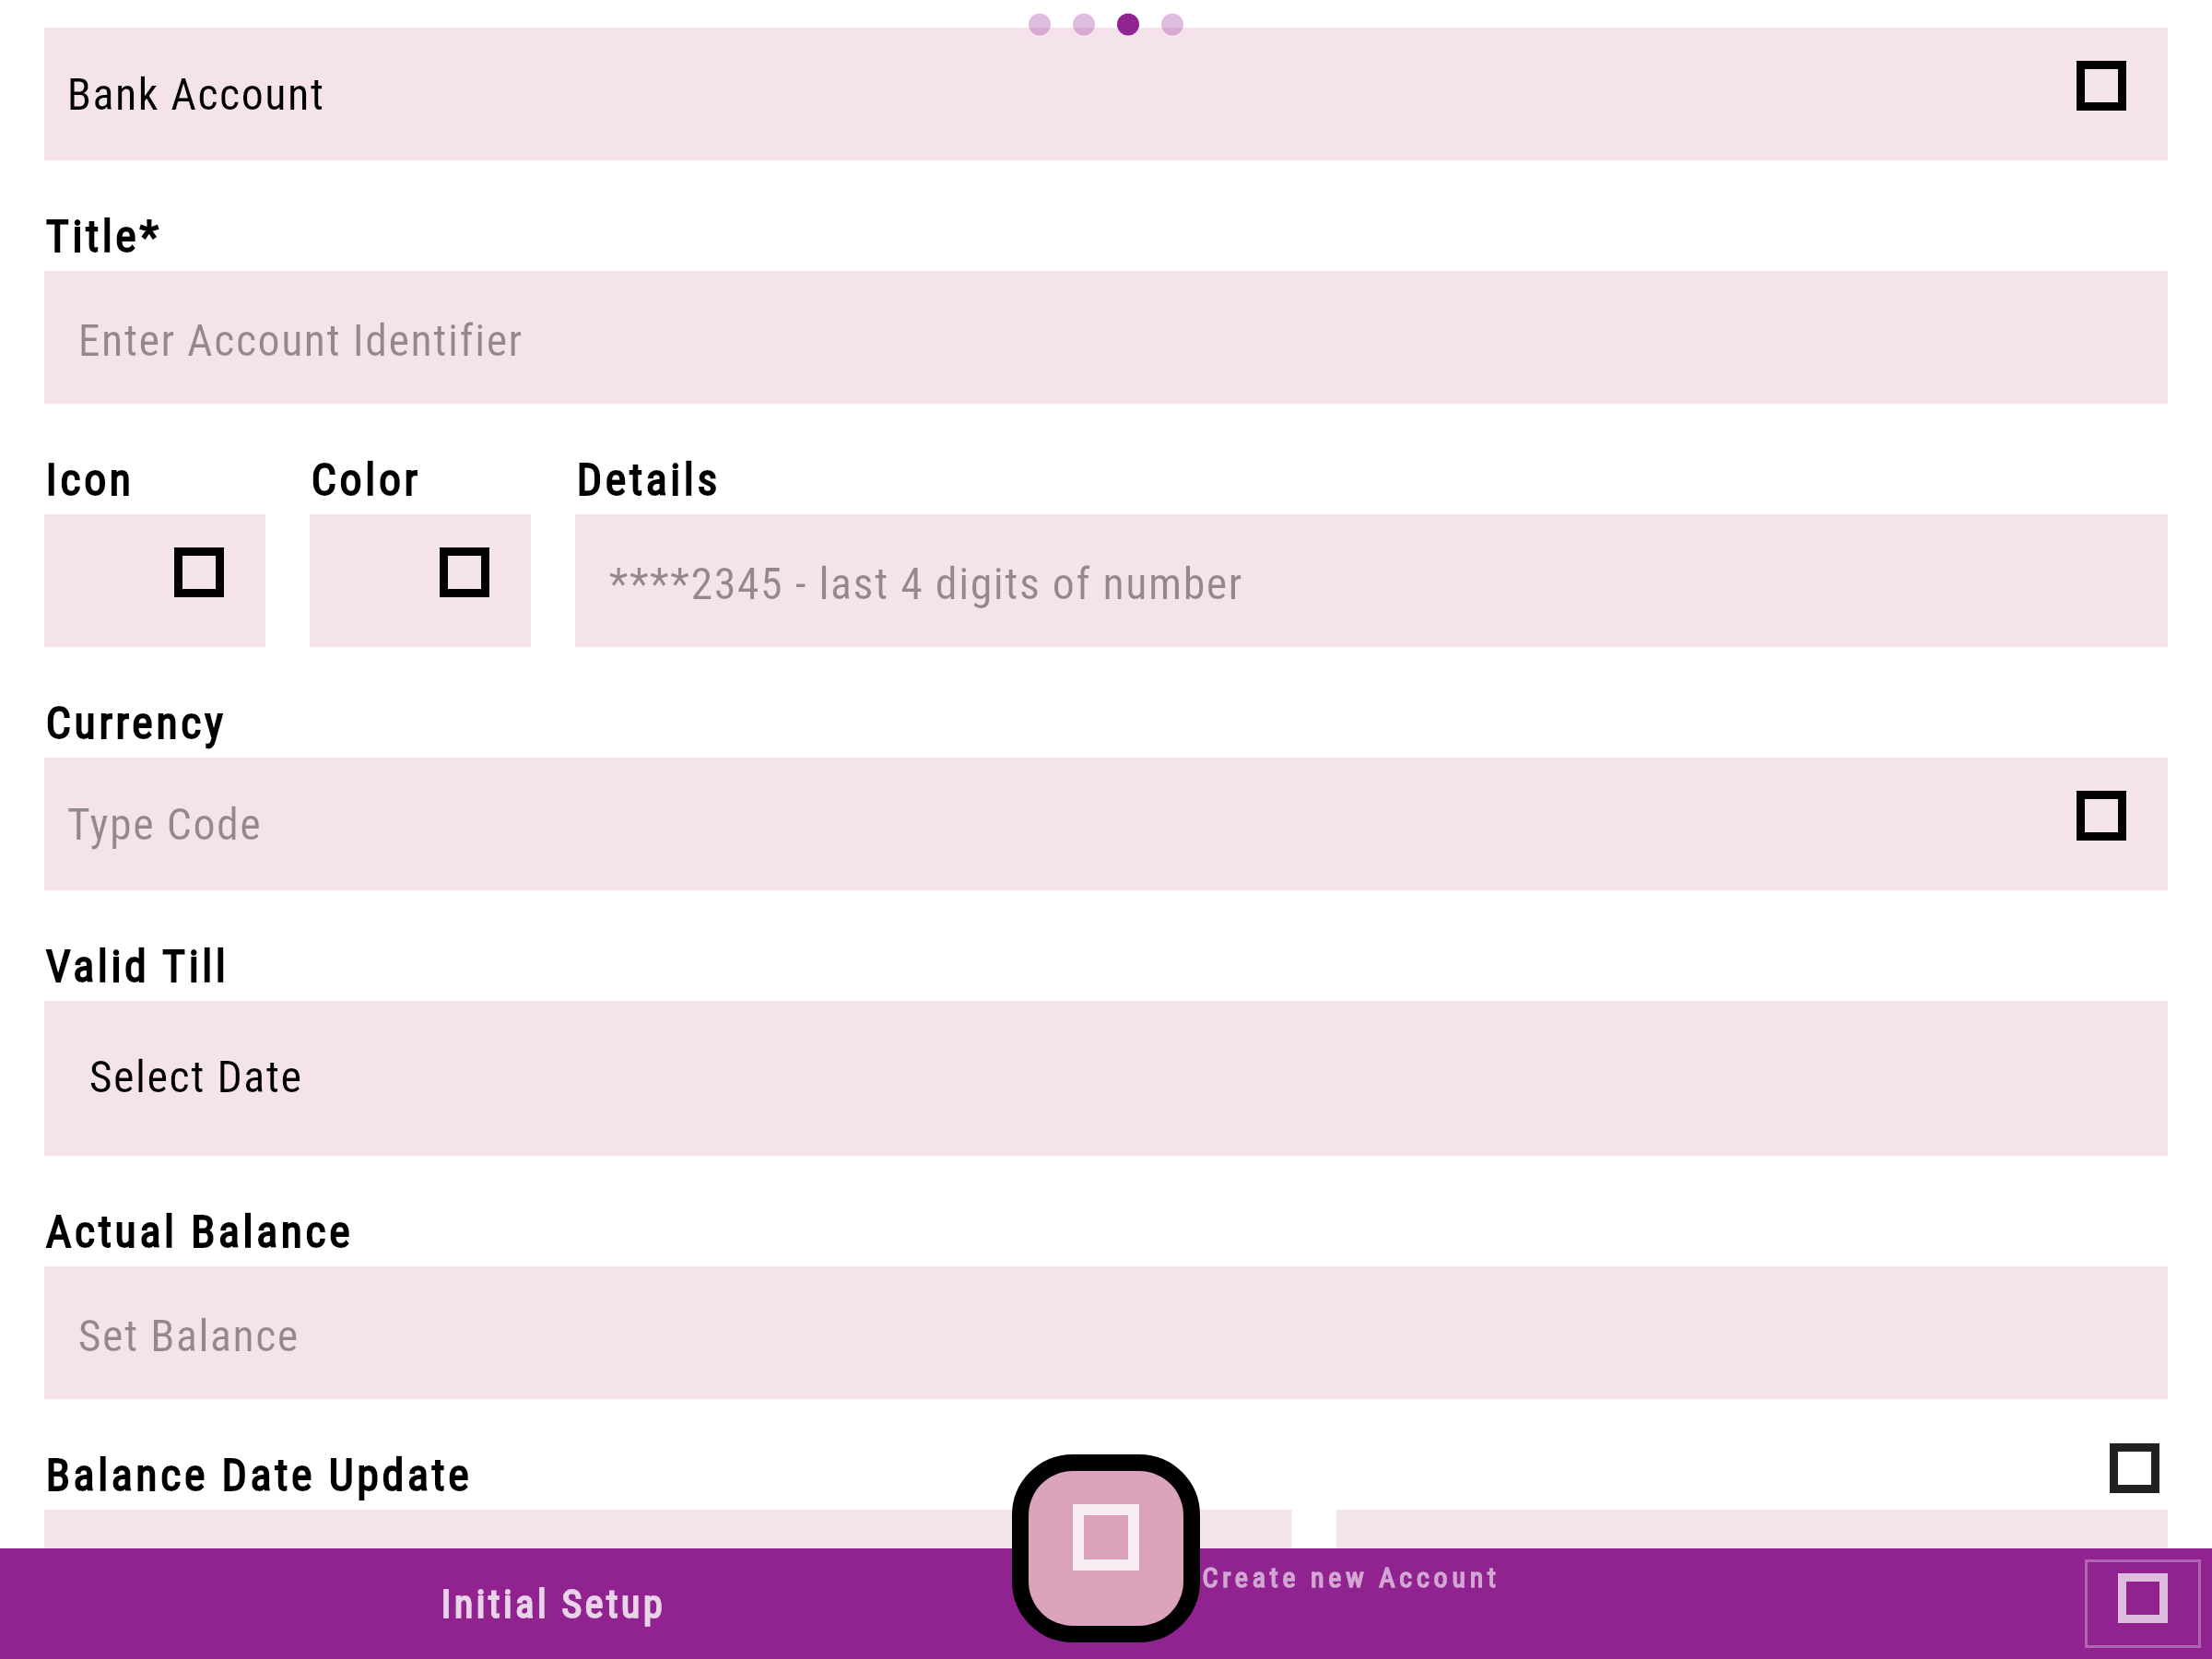 Bank Account
Title*
Enter Account Identifier
Icon Color Details
****2345 - last 4 digits of number
Currency
Type Code
Valid Till
Select Date
Actual Balance
Set Balance
Balance Date Update
Initial Setup
Create new Account